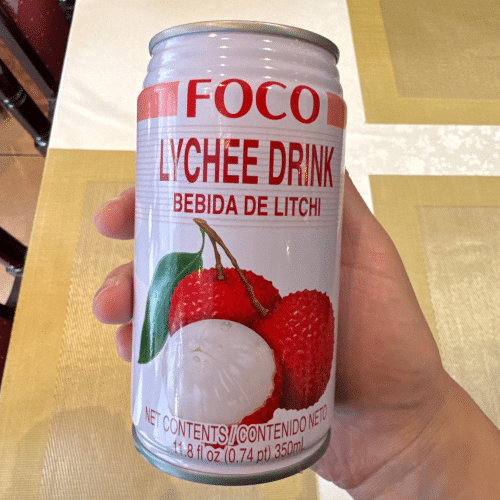 FOCO
LYCHEE DRINK
BEBIDA DE LITCHI
NET CONTENTS / CONTENIDO NETO
11.8 fl oz (0.74 pt) 350ml